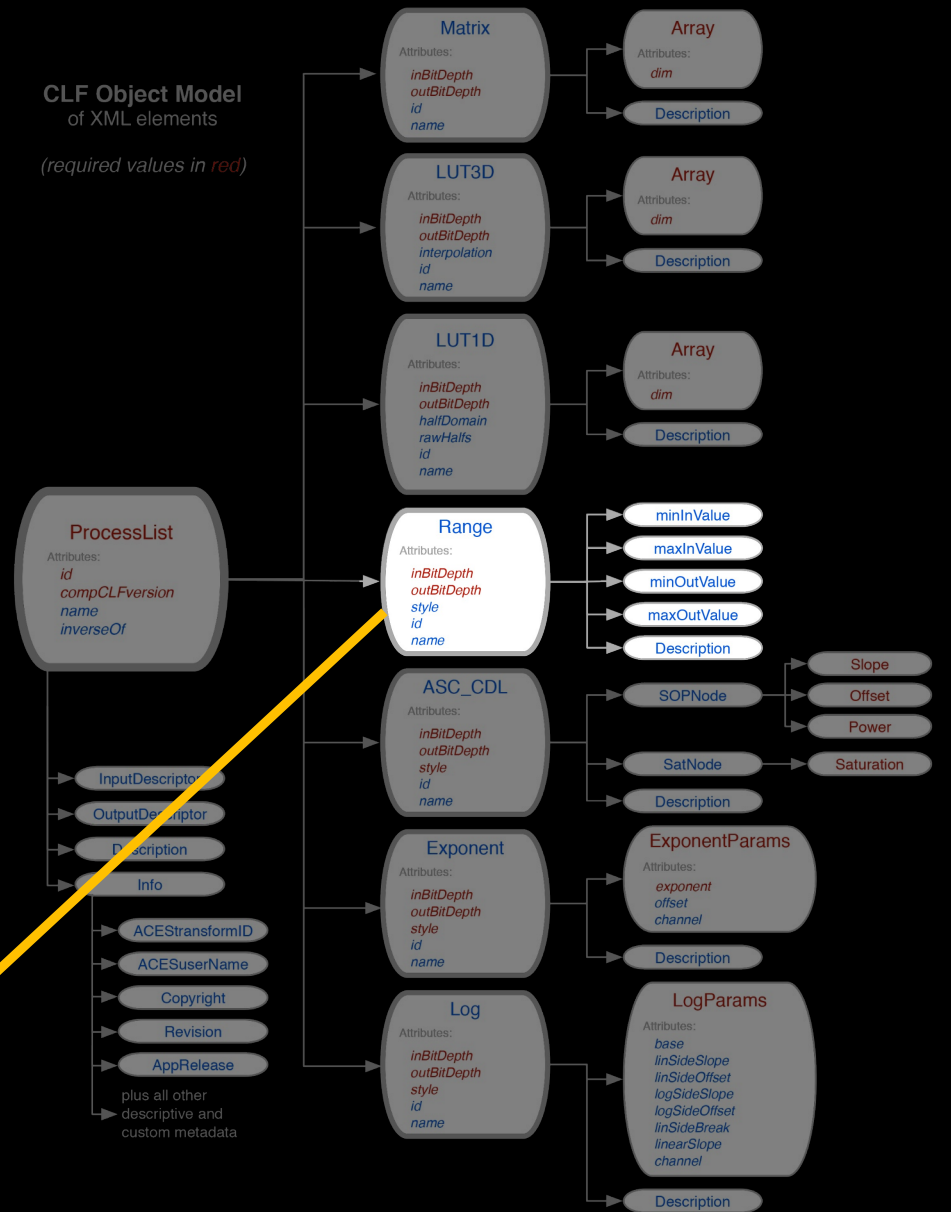 CLF Object Model
of XML elements
(required values in red)
ProcessList
Attributes:
id
compCLFversion
name
inverseOf
InputDescriptor
OutputDescriptor
Description
Info
ACEStransformID
ACESuserName
Copyright
Revision
AppRelease
plus all other
descriptive and
custom metadata
Matrix
Attributes:
inBitDepth
outBitDepth
id
name
Array
Attributes:
dim
Description
LUT3D
Attributes:
inBitDepth
outBitDepth
interpolation
id
name
Array
Attributes:
dim
Description
LUT1D
Attributes:
inBitDepth
outBitDepth
halfDomain
rawHalfs
id
name
Array
Attributes:
dim
Description
Range
Attributes:
inBitDepth
outBitDepth
style
id
name
minInValue
maxInValue
minOutValue
maxOutValue
Description
ASC_CDL
Attributes:
inBitDepth
outBitDepth
style
id
name
SOPNode
Slope
Offset
Power
SatNode
Saturation
Description
Exponent
Attributes:
inBitDepth
outBitDepth
style
id
name
ExponentParams
Attributes:
exponent
offset
channel
Description
Log
Attributes:
inBitDepth
outBitDepth
style
id
name
LogParams
Attributes:
base
linSideSlope
linSideOffset
logSideSlope
logSideOffset
linSideBreak
linearSlope
channel
Description